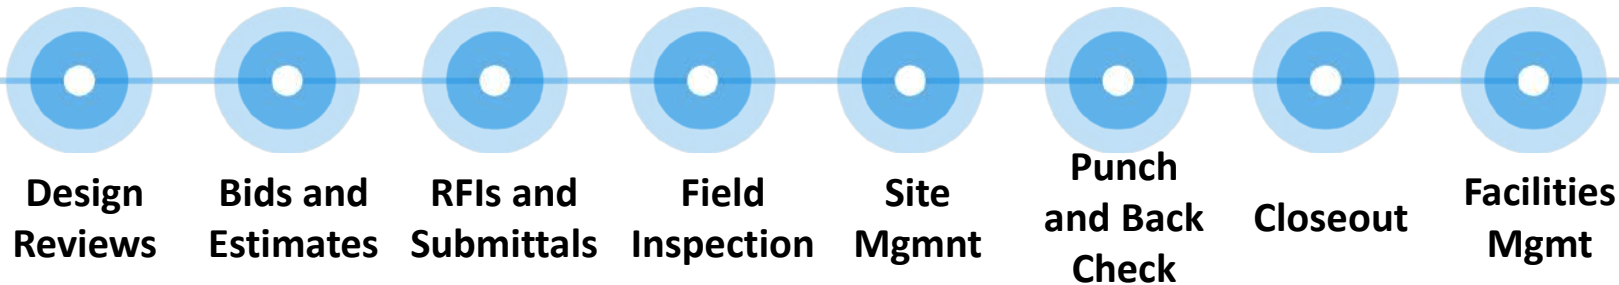 Design
Reviews
Bids and
Estimates
RFIs and
Submittals
Field
Inspection
Site
Mgmnt
Punch
and Back
Check
Closeout
Facilities
Mgmt